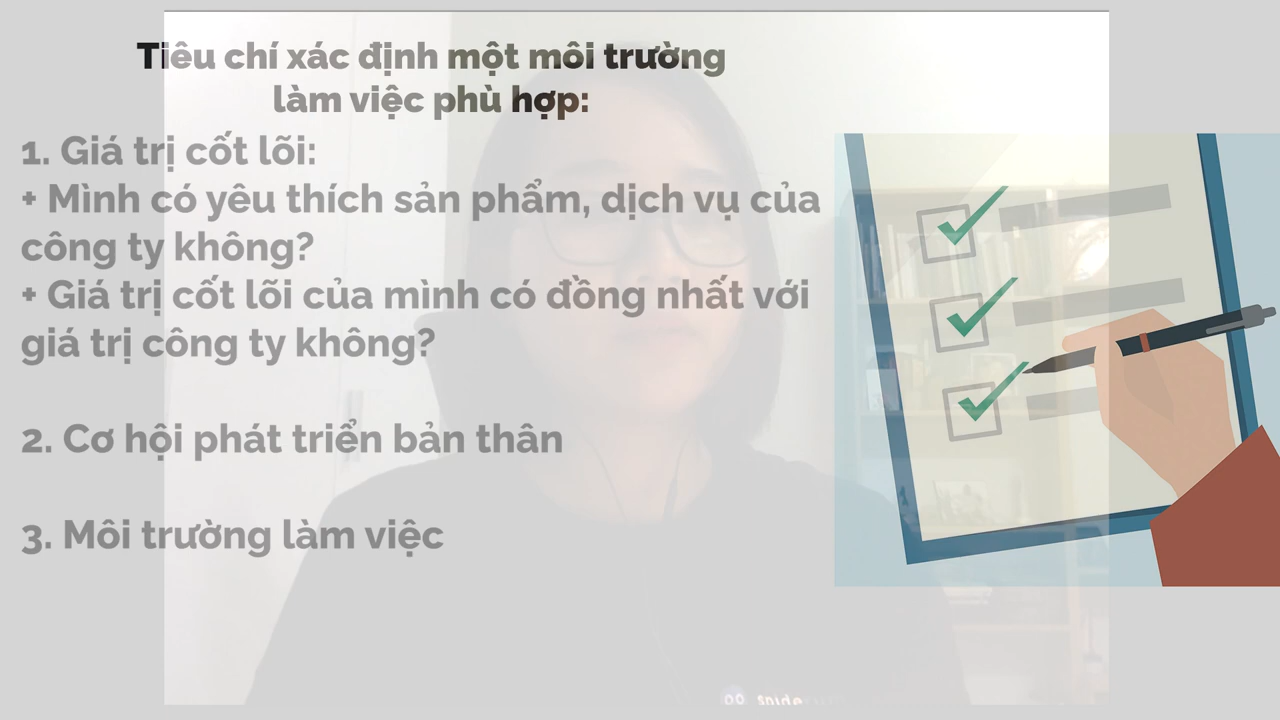 Tiêu chí xác định một môi trường
làm việc phù hợp:
1. Giá trị cốt lõi:
+ Mình có yêu thích sản phẩm, dịch vụ của
công ty không?
+ Giá trị cốt lõi của mình có đồng nhất với
giá trị công ty không?
2. Cơ hội phát triển bản thân
3. Môi trường làm việc